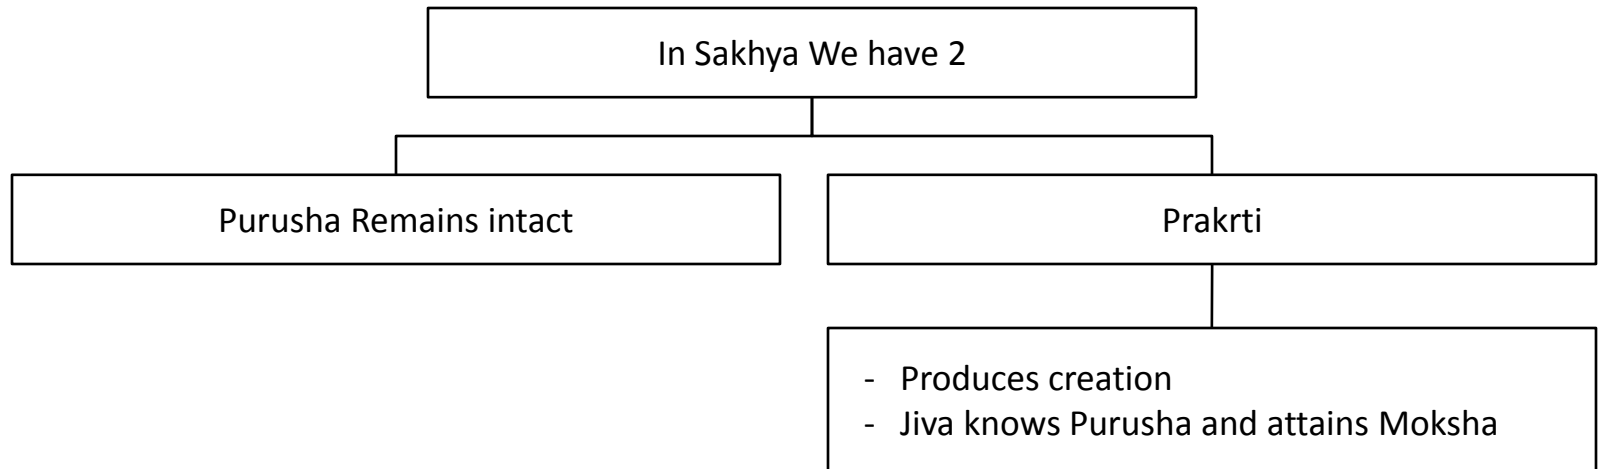 In Sakhya We have 2
Purusha Remains intact
Prakrti
- Produces creation
- Jiva knows Purusha and attains Moksha